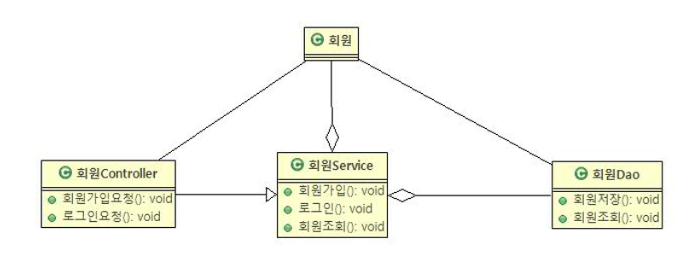 C 회원
C 회원Controller
회원가입요청(): void
로그인요청(): void
C 회원Service
회원가입(): void
로그인(): void
회원조회(): void
C 회원Dao
회원저장(): void
회원조회(): void